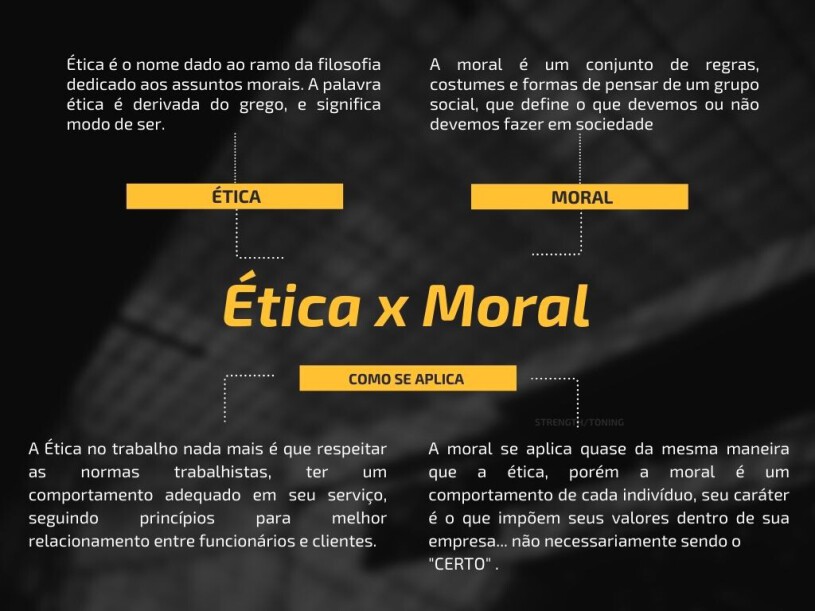 Ética é o nome dado ao ramo da filosofia
dedicado aos assuntos morais. A palavra
ética é derivada do grego, e significa
modo de ser.
A moral é um conjunto de regras,
costumes e formas de pensar de um grupo
social, que define o que devemos ou não
devemos fazer em sociedade
ÉTICA
MORAL
Ética x Moral
COMO SE APLICA
STRENGTH/TONING
A Ética no trabalho nada mais é que respeitar
as normas trabalhistas, ter um
comportamento adequado em seu serviço,
seguindo princípios para melhor
relacionamento entre funcionários e clientes.
A moral se aplica quase da mesma maneira
que a ética, porém a moral é um
comportamento de cada indivíduo, seu caráter
é o que impõem seus valores dentro de sua
empresa... não necessariamente sendo o
"CERTO" .